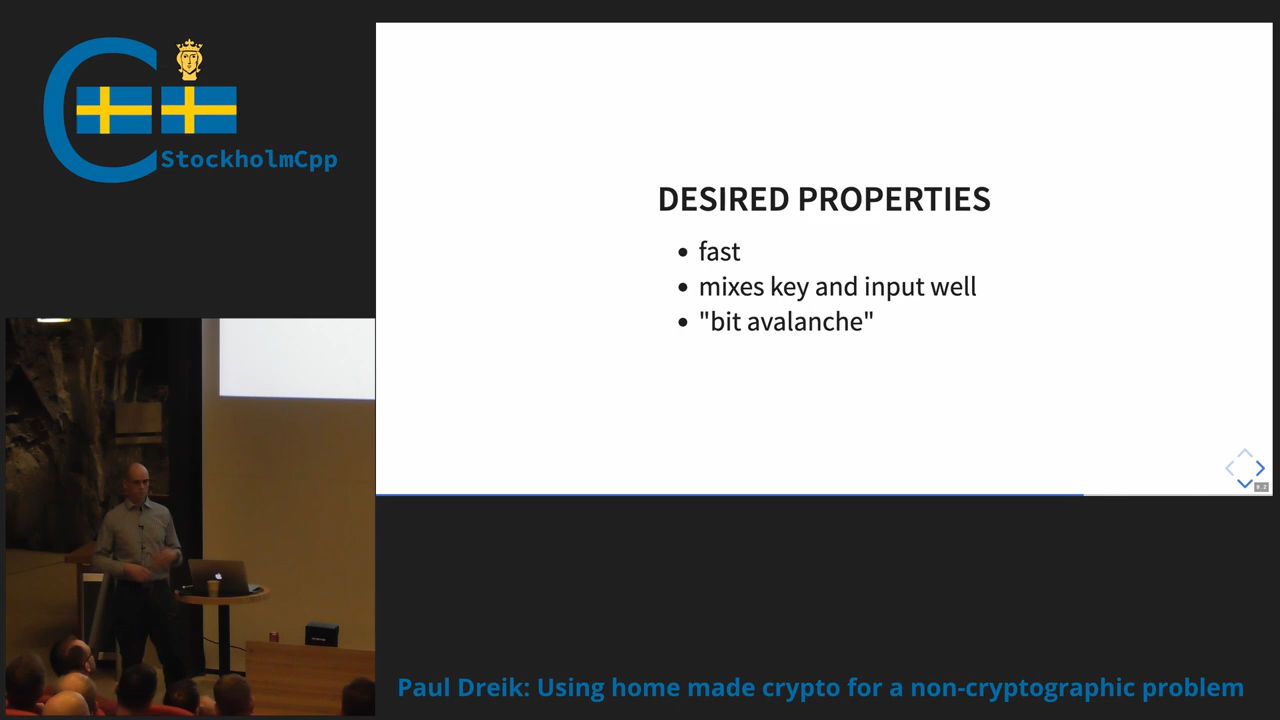 StockholmCpp
DESIRED PROPERTIES
fast
mixes key and input well
"bit avalanche"
Paul Dreik: Using home made crypto for a non-cryptographic problem